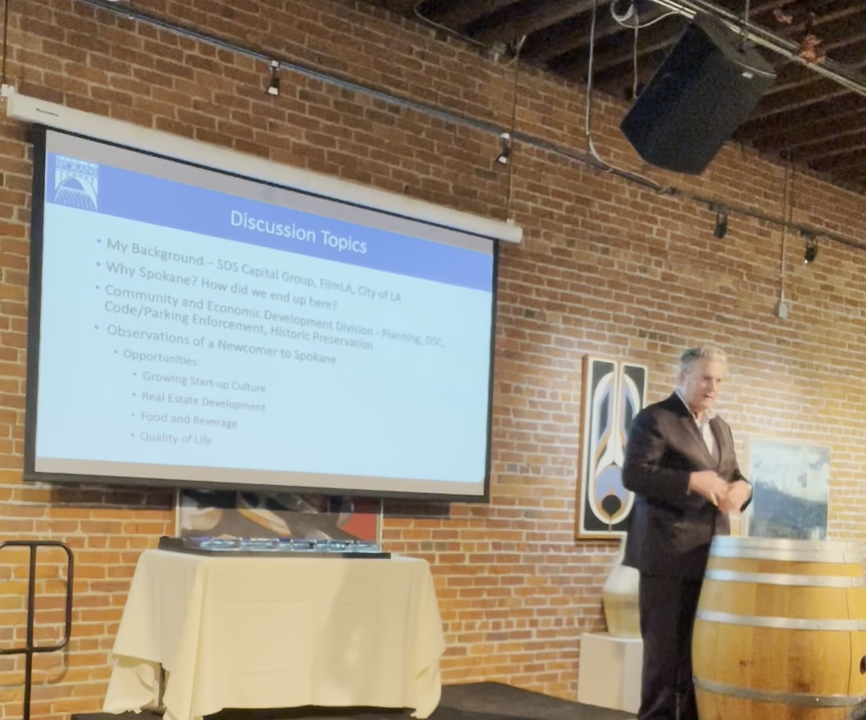 SPOKANE
Discussion Topics
• My Background – SDS Capital Group, FilmLA, City of LA
• Why Spokane? How did we end up here?
• Community and Economic Development Division - Planning, DSC,
Code/Parking Enforcement, Historic Preservation
• Observations of a Newcomer to Spokane
• Opportunities:
• Growing Start-up Culture
• Real Estate Development
• Food and Beverage
• Quality of Life